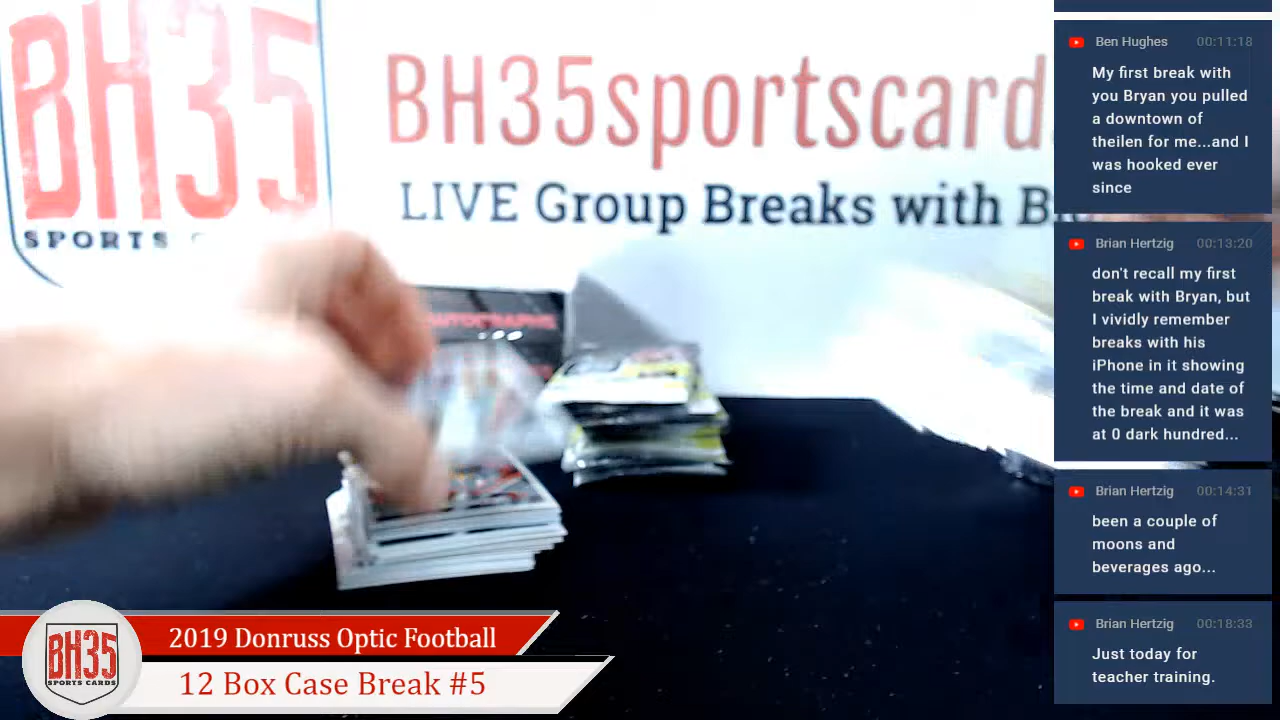 BH35
SPORTS
BH35sportscard
LIVE Group Breaks with B
AUTOGRAPHS
Ben Hughes 00:11:18
My first break with
you Bryan you pulled
a downtown of
theilen for me...and I
was hooked ever
since
Brian Hertzig 00:13:20
don't recall my first
break with Bryan, but
I vividly remember
breaks with his
iPhone in it showing
the time and date of
the break and it was
at 0 dark hundred...
Brian Hertzig 00:14:31
been a couple of
moons and
beverages ago...
Brian Hertzig 00:18:33
Just today for
teacher training.
BH35
SPORTS CARDS
2019 Donruss Optic Football
12 Box Case Break #5